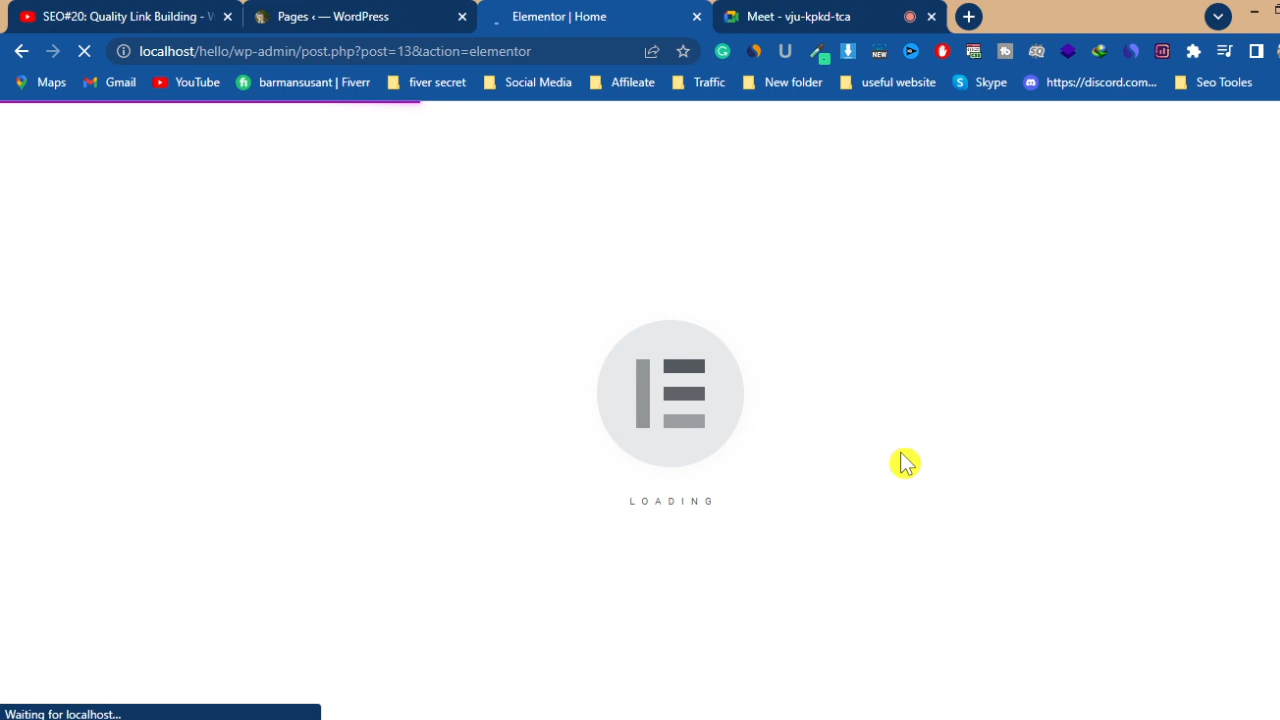 SEO#20: Quality Link Building -
Pages ‹ — WordPress
Elementor | Home
Meet - vju-kpkd-tca
localhost/hello/wp-admin/post.php?post=13&action=elementor
Maps
Gmail
YouTube
barmansusant | Fiverr
fiver secret
Social Media
Affileate
Traffic
New folder
useful website
Skype
https://discord.com...
Seo Tooles
LOADING
Waiting for localhost...